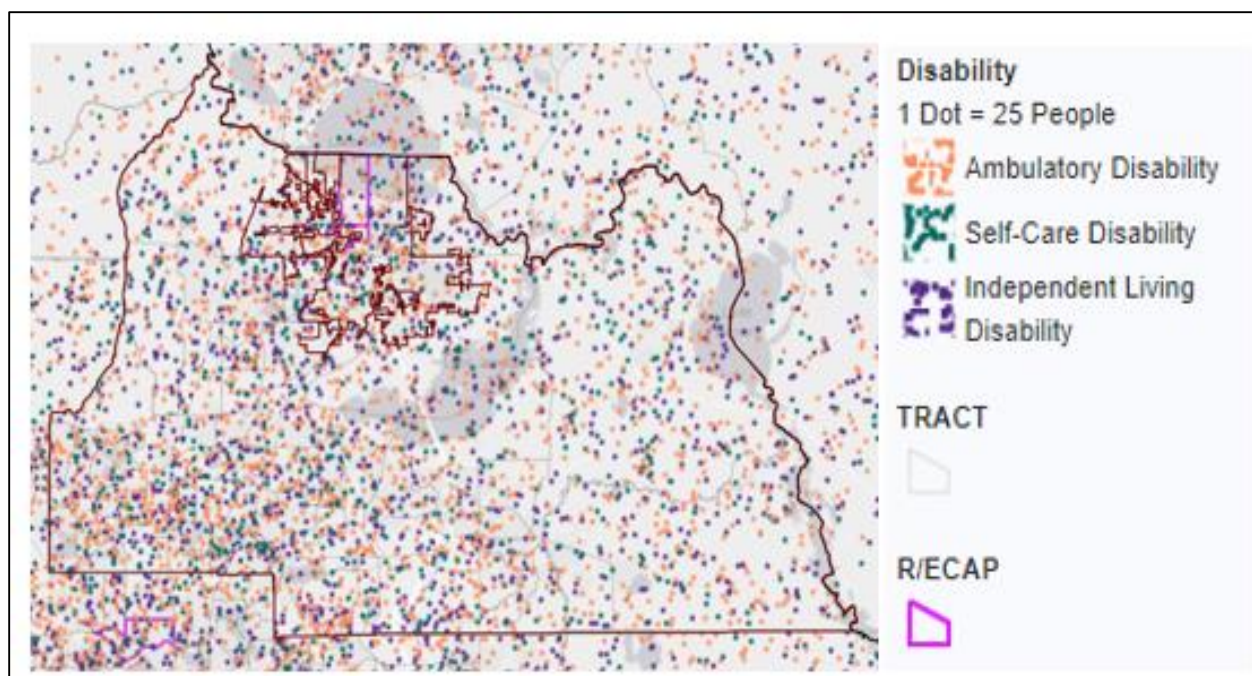 Disability
1 Dot = 25 People
Ambulatory Disability
Self-Care Disability
Independent Living
Disability
TRACT
R/ECAP